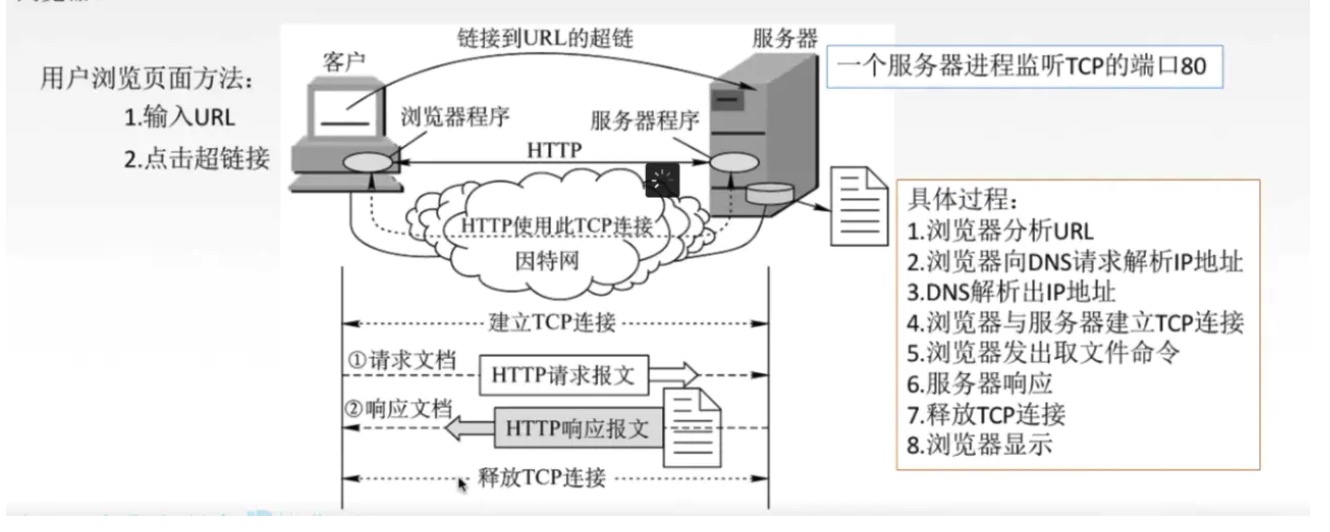 用户浏览页面方法：
1.输入URL
2.点击超链接
链接到URL的超链
客户
服务器
一个服务器进程监听TCP的端口80
浏览器程序
服务器程序
HTTP
HTTP使用此TCP连接
因特网
建立TCP连接
①请求文档
HTTP请求报文
②响应文档
HTTP响应报文
释放TCP连接
具体过程：
1.浏览器分析URL
2.浏览器向DNS请求解析IP地址
3.DNS解析出IP地址
4.浏览器与服务器建立TCP连接
5.浏览器发出取文件命令
6.服务器响应
7.释放TCP连接
8.浏览器显示